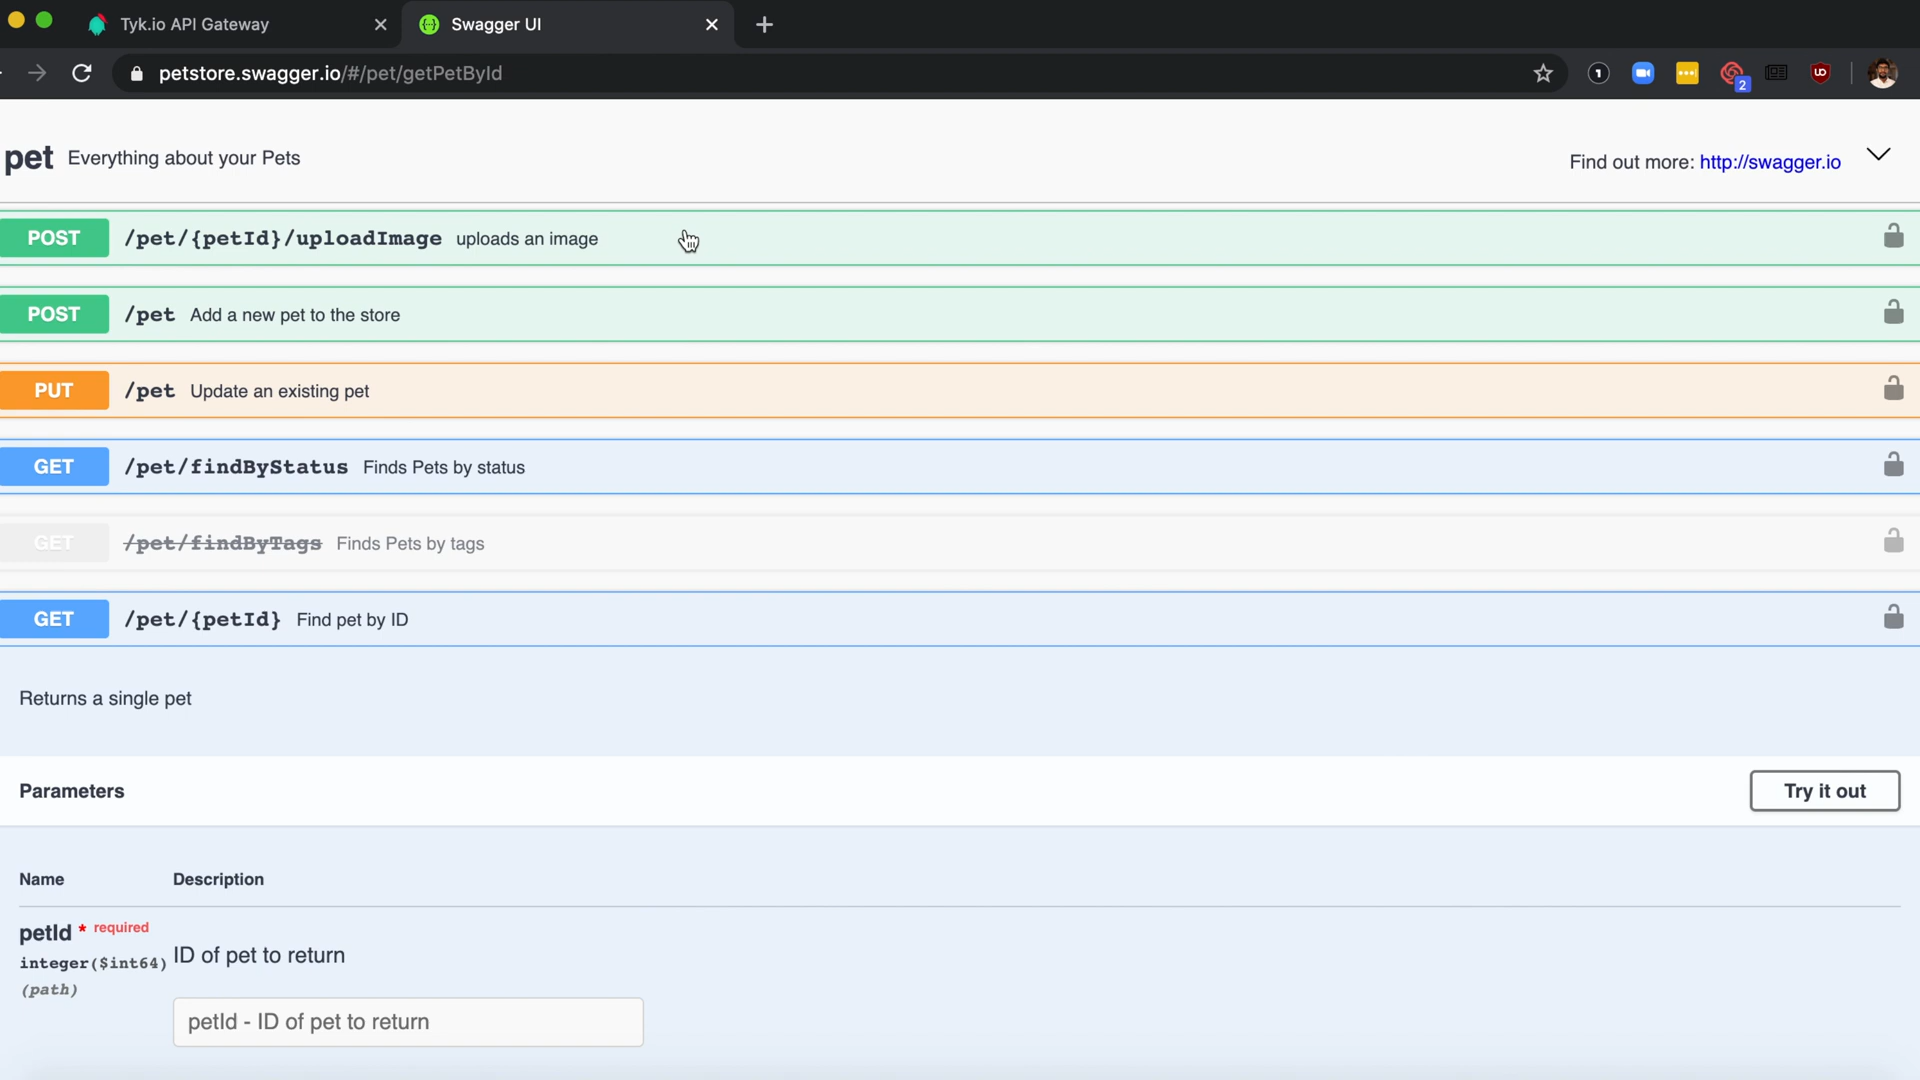 Tyk.io API Gateway
Swagger UI
petstore.swagger.io/#/pet/getPetById
1
2
UD
pet Everything about your Pets
Find out more: http://swagger.io
POST /pet/{petId}/uploadImage uploads an image
POST /pet Add a new pet to the store
PUT /pet Update an existing pet
GET /pet/findByStatus Finds Pets by status
GET /pet/findByTags Finds Pets by tags
GET /pet/{petId} Find pet by ID
Returns a single pet
Parameters
Try it out
Name Description
petId * required
integer($int64)
(path)
ID of pet to return
petId - ID of pet to return